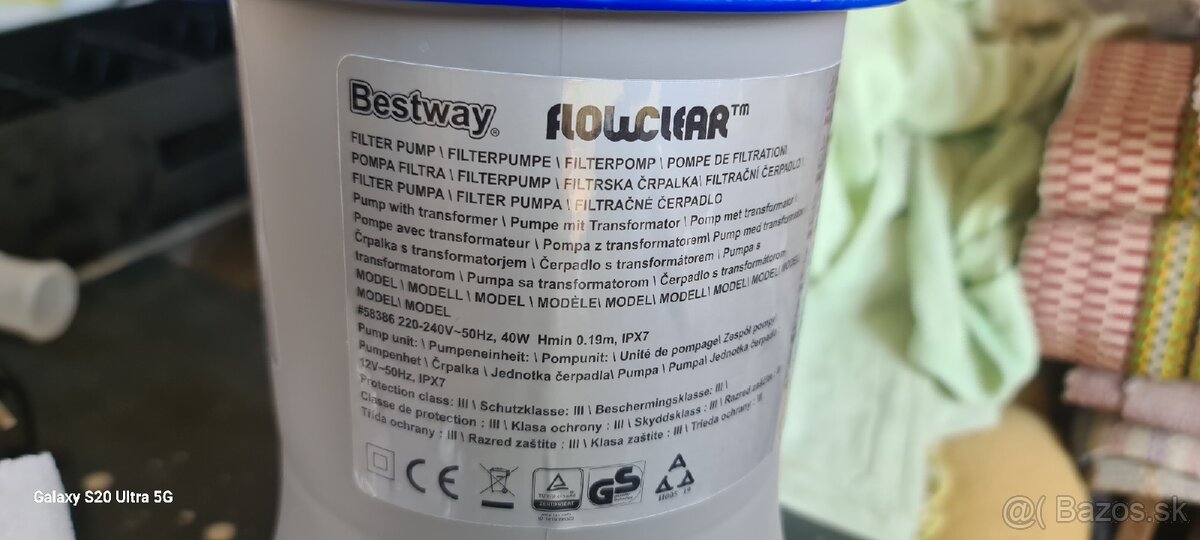 Bestway®
FLOWCLEAR™
FILTER PUMP \ FILTERPUMPE \ FILTERPOMP \ POMPE DE FILTRATION\
POMPA FILTRA \ FILTERPUMP \ FILTRSKA ČRPALKA\ FILTRAČNÍ ČERPADLO \
FILTER PUMPA \ FILTER PUMPA \ FILTRAČNÉ ČERPADLO
Pump with transformer \ Pumpe mit Transformator \ Pomp met transformator \
Pompe avec transformateur \ Pompa z transformatorem\ Pump med transformator\
Črpalka s transformatorjem \ Čerpadlo s transformátorem \ Pumpa s
transformatorom \ Pumpa sa transformatorom \ Čerpadlo s transformátorom
MODEL \ MODELL \ MODEL \ MODÈLE\ MODEL\ MODELL\ MODEL\ MODEL\ MODEL\
MODEL\ MODEL
#58386 220-240V~50Hz, 40W Hmin 0.19m, IPX7
Pump unit: \ Pumpeneinheit: \ Pompunit: \ Unité de pompage\ Zespół pompy\
Pumpenhet \ Črpalka \ Jednotka čerpadla\ Pumpa \ Pumpa\ Jednotka čerpadla
12V~50Hz, IPX7
Protection class: III \ Schutzklasse: III \ Beschermingsklasse: III \
Classe de protection : III \ Klasa ochrony : III \ Skyddsklass : III \ Razred zaščite : III \
Třída ochrany : III \ Razred zaštite : III \ Klasa zaštite : III \ Trieda ochrany : III
CE
GS
Galaxy S20 Ultra 5G
@( Bazos.sk